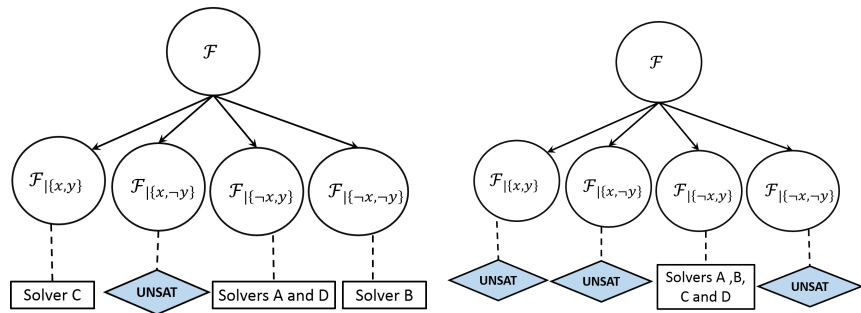 ℱ
ℱ|{x,y}
ℱ|{x,¬y}
ℱ|{¬x,y}
ℱ|{¬x,¬y}
Solver C
UNSAT
Solvers A and D
Solver B
ℱ
ℱ|{x,y}
ℱ|{x,¬y}
ℱ|{¬x,y}
ℱ|{¬x,¬y}
UNSAT
UNSAT
Solvers A ,B,
C and D
UNSAT